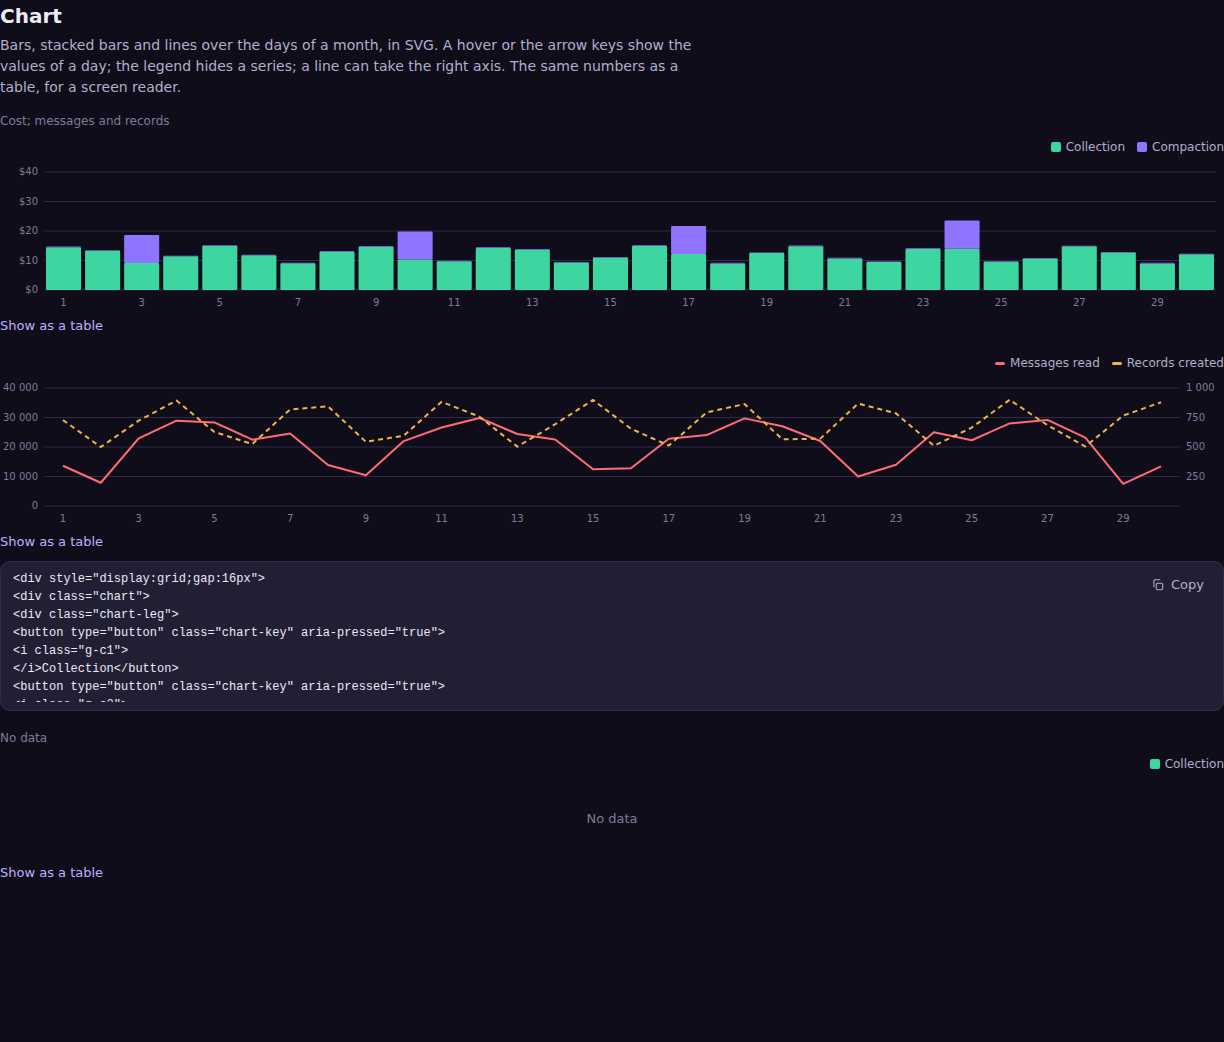 Chart
Bars, stacked bars and lines over the days of a month, in SVG. A hover or the arrow keys show the
values of a day; the legend hides a series; a line can take the right axis. The same numbers as a
table, for a screen reader.
Cost; messages and records
Collection Compaction
$40
$30
$20
$10
$0
1 3 5 7 9 11 13 15 17 19 21 23 25 27 29
Show as a table
Messages read Records created
40 000 1 000
30 000 750
20 000 500
10 000 250
0
1 3 5 7 9 11 13 15 17 19 21 23 25 27 29
Show as a table
<div style="display:grid;gap:16px">
Copy
<div class="chart">
<div class="chart-leg">
<button type="button" class="chart-key" aria-pressed="true">
<i class="g-c1">
</i>Collection</button>
<button type="button" class="chart-key" aria-pressed="true">
No data
Collection
No data
Show as a table